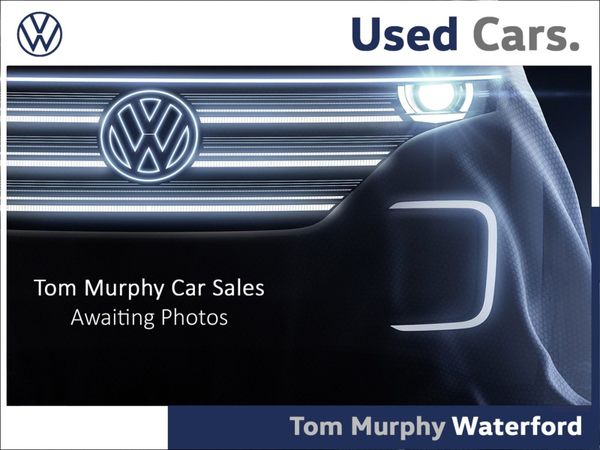 Used Cars.
Tom Murphy Car Sales
Awaiting Photos
Tom Murphy Waterford